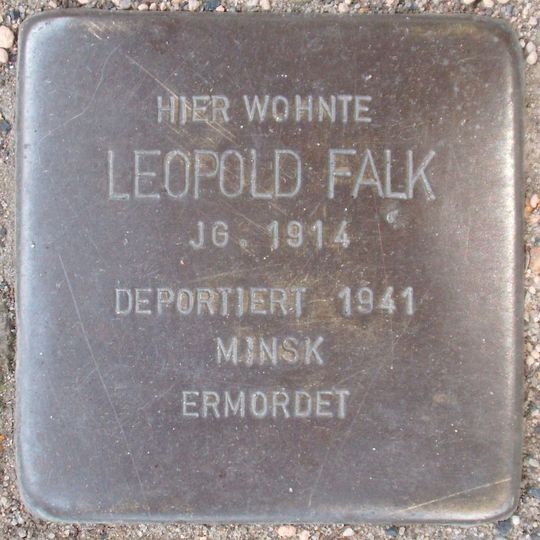 HIER WOHNTE
LEOPOLD FALK
JG. 1914
DEPORTIERT 1941
MINSK
ERMORDET